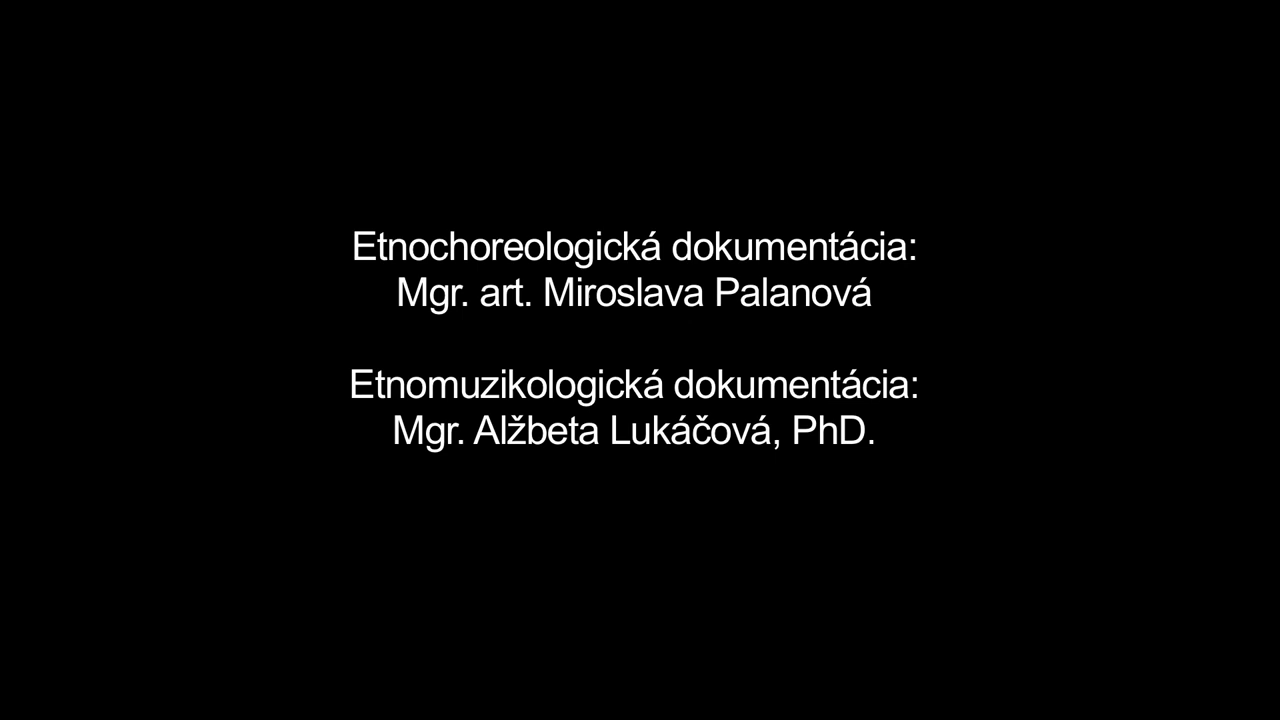 Etnochoreologická dokumentácia:
Mgr. art. Miroslava Palanová
Etnomuzikologická dokumentácia:
Mgr. Alžbeta Lukáčová, PhD.